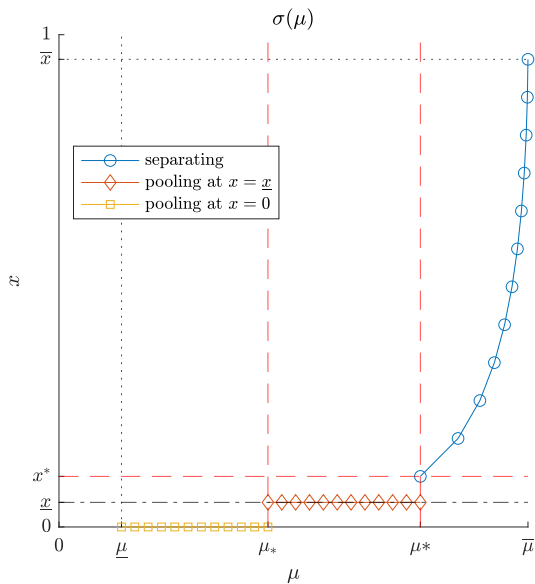 σ(μ)
1
x̅
separating
pooling at x = x̲
pooling at x = 0
x
x*
x̲
0
0 μ̲ μ* μ* μ̅
μ